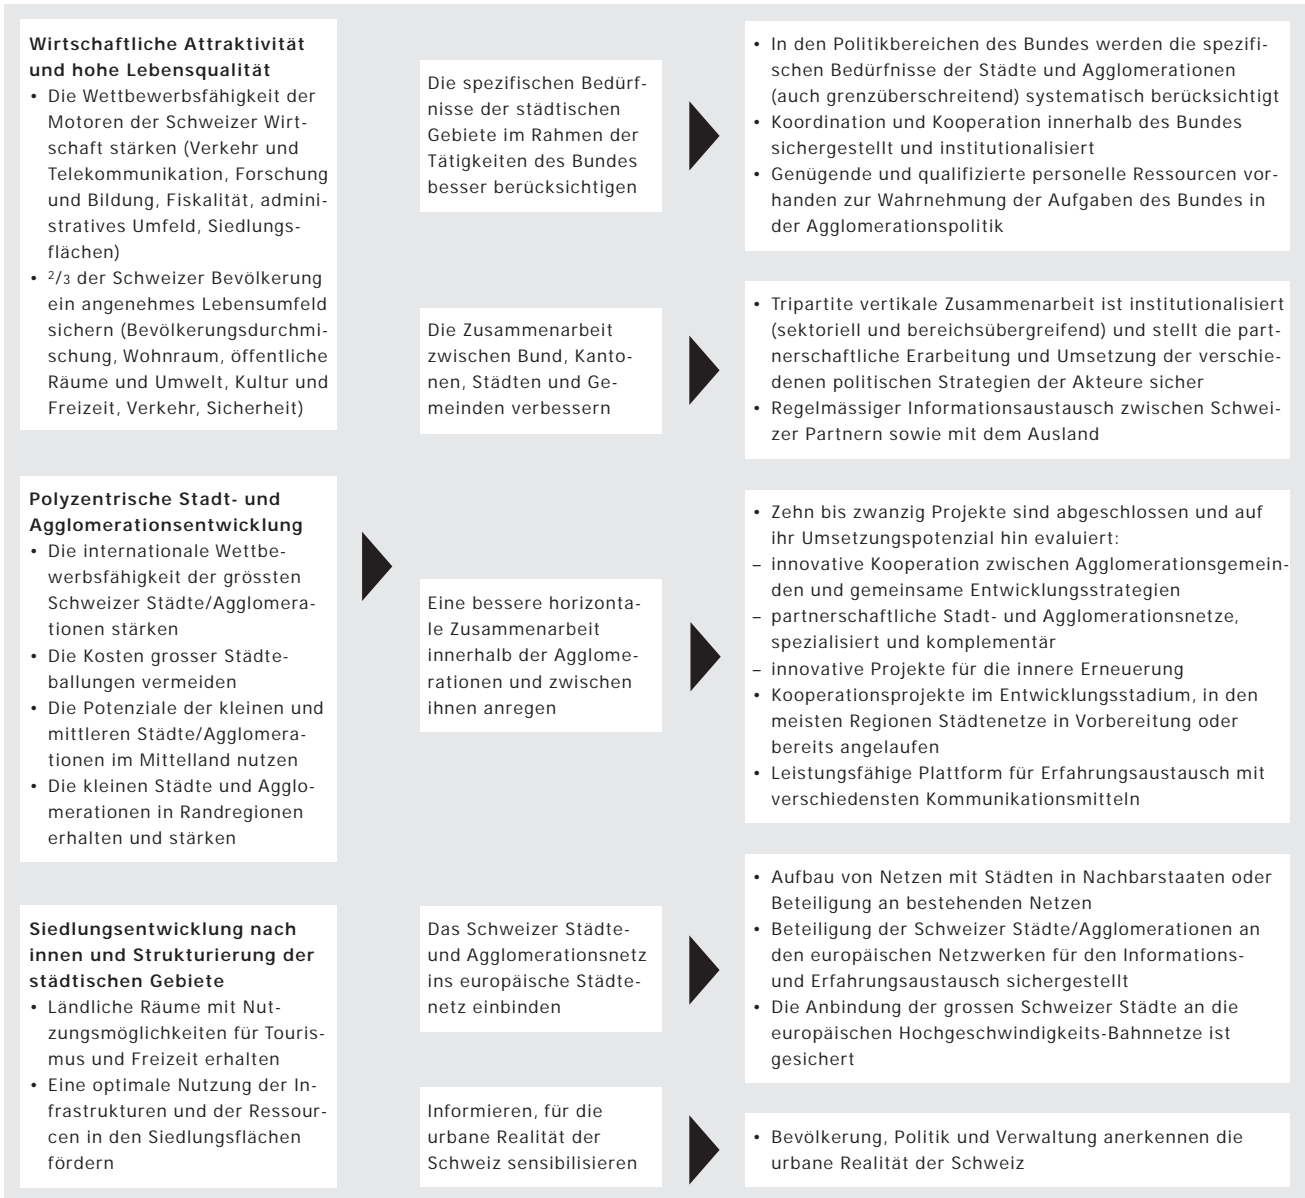 Wirtschaftliche Attraktivität
und hohe Lebensqualität
• Die Wettbewerbsfähigkeit der
Motoren der Schweizer Wirt-
schaft stärken (Verkehr und
Telekommunikation, Forschung
und Bildung, Fiskalität, admini-
stratives Umfeld, Siedlungs-
flächen)
• 2/3 der Schweizer Bevölkerung
ein angenehmes Lebensumfeld
sichern (Bevölkerungsdurchmi-
schung, Wohnraum, öffentliche
Räume und Umwelt, Kultur und
Freizeit, Verkehr, Sicherheit)
Polyzentrische Stadt- und
Agglomerationsentwicklung
• Die internationale Wettbe-
werbsfähigkeit der grössten
Schweizer Städte/Agglomera-
tionen stärken
• Die Kosten grosser Städte-
ballungen vermeiden
• Die Potenziale der kleinen und
mittleren Städte/Agglomera-
tionen im Mittelland nutzen
• Die kleinen Städte und Agglo-
merationen in Randregionen
erhalten und stärken
Siedlungsentwicklung nach
innen und Strukturierung der
städtischen Gebiete
• Ländliche Räume mit Nut-
zungsmöglichkeiten für Touris-
mus und Freizeit erhalten
• Eine optimale Nutzung der In-
frastrukturen und der Ressour-
cen in den Siedlungsflächen
fördern
Die spezifischen Bedürf-
nisse der städtischen
Gebiete im Rahmen der
Tätigkeiten des Bundes
besser berücksichtigen
Die Zusammenarbeit
zwischen Bund, Kanto-
nen, Städten und Ge-
meinden verbessern
Eine bessere horizonta-
le Zusammenarbeit
innerhalb der Agglome-
rationen und zwischen
ihnen anregen
Das Schweizer Städte-
und Agglomerationsnetz
ins europäische Städte-
netz einbinden
Informieren, für die
urbane Realität der
Schweiz sensibilisieren
• In den Politikbereichen des Bundes werden die spezifi-
schen Bedürfnisse der Städte und Agglomerationen
(auch grenzüberschreitend) systematisch berücksichtigt
• Koordination und Kooperation innerhalb des Bundes
sichergestellt und institutionalisiert
• Genügende und qualifizierte personelle Ressourcen vor-
handen zur Wahrnehmung der Aufgaben des Bundes in
der Agglomerationspolitik
• Tripartite vertikale Zusammenarbeit ist institutionalisiert
(sektoriell und bereichsübergreifend) und stellt die part-
nerschaftliche Erarbeitung und Umsetzung der verschie-
denen politischen Strategien der Akteure sicher
• Regelmässiger Informationsaustausch zwischen Schwei-
zer Partnern sowie mit dem Ausland
• Zehn bis zwanzig Projekte sind abgeschlossen und auf
ihr Umsetzungspotenzial hin evaluiert:
– innovative Kooperation zwischen Agglomerationsgemein-
den und gemeinsame Entwicklungsstrategien
– partnerschaftliche Stadt- und Agglomerationsnetze,
spezialisiert und komplementär
– innovative Projekte für die innere Erneuerung
• Kooperationsprojekte im Entwicklungsstadium, in den
meisten Regionen Städtenetze in Vorbereitung oder
bereits angelaufen
• Leistungsfähige Plattform für Erfahrungsaustausch mit
verschiedensten Kommunikationsmitteln
• Aufbau von Netzen mit Städten in Nachbarstaaten oder
Beteiligung an bestehenden Netzen
• Beteiligung der Schweizer Städte/Agglomerationen an
den europäischen Netzwerken für den Informations-
und Erfahrungsaustausch sichergestellt
• Die Anbindung der grossen Schweizer Städte an die
europäischen Hochgeschwindigkeits-Bahnnetze ist
gesichert
• Bevölkerung, Politik und Verwaltung anerkennen die
urbane Realität der Schweiz